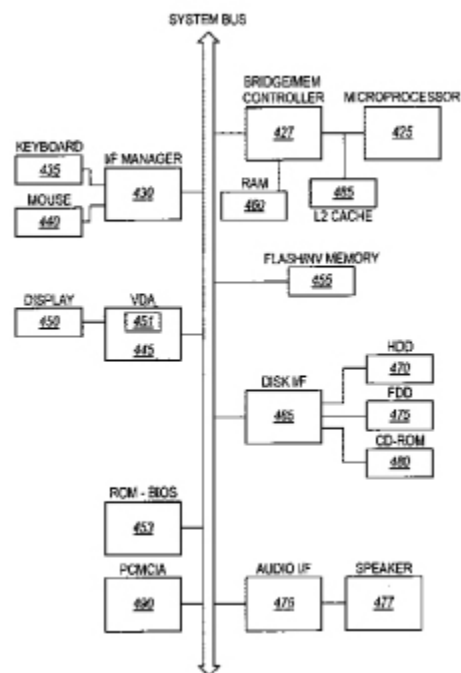 SYSTEM BUS
BRIDGE/MEM CONTROLLER
427
MICROPROCESSOR
425
KEYBOARD
435
I/F MANAGER
430
MOUSE
440
RAM
460
485
L2 CACHE
FLASH/NV MEMORY
455
DISPLAY
450
VDA
451
445
DISK I/F
465
HDD
470
FDD
475
CD-ROM
480
ROM - BIOS
453
PCMCIA
490
AUDIO I/F
476
SPEAKER
477